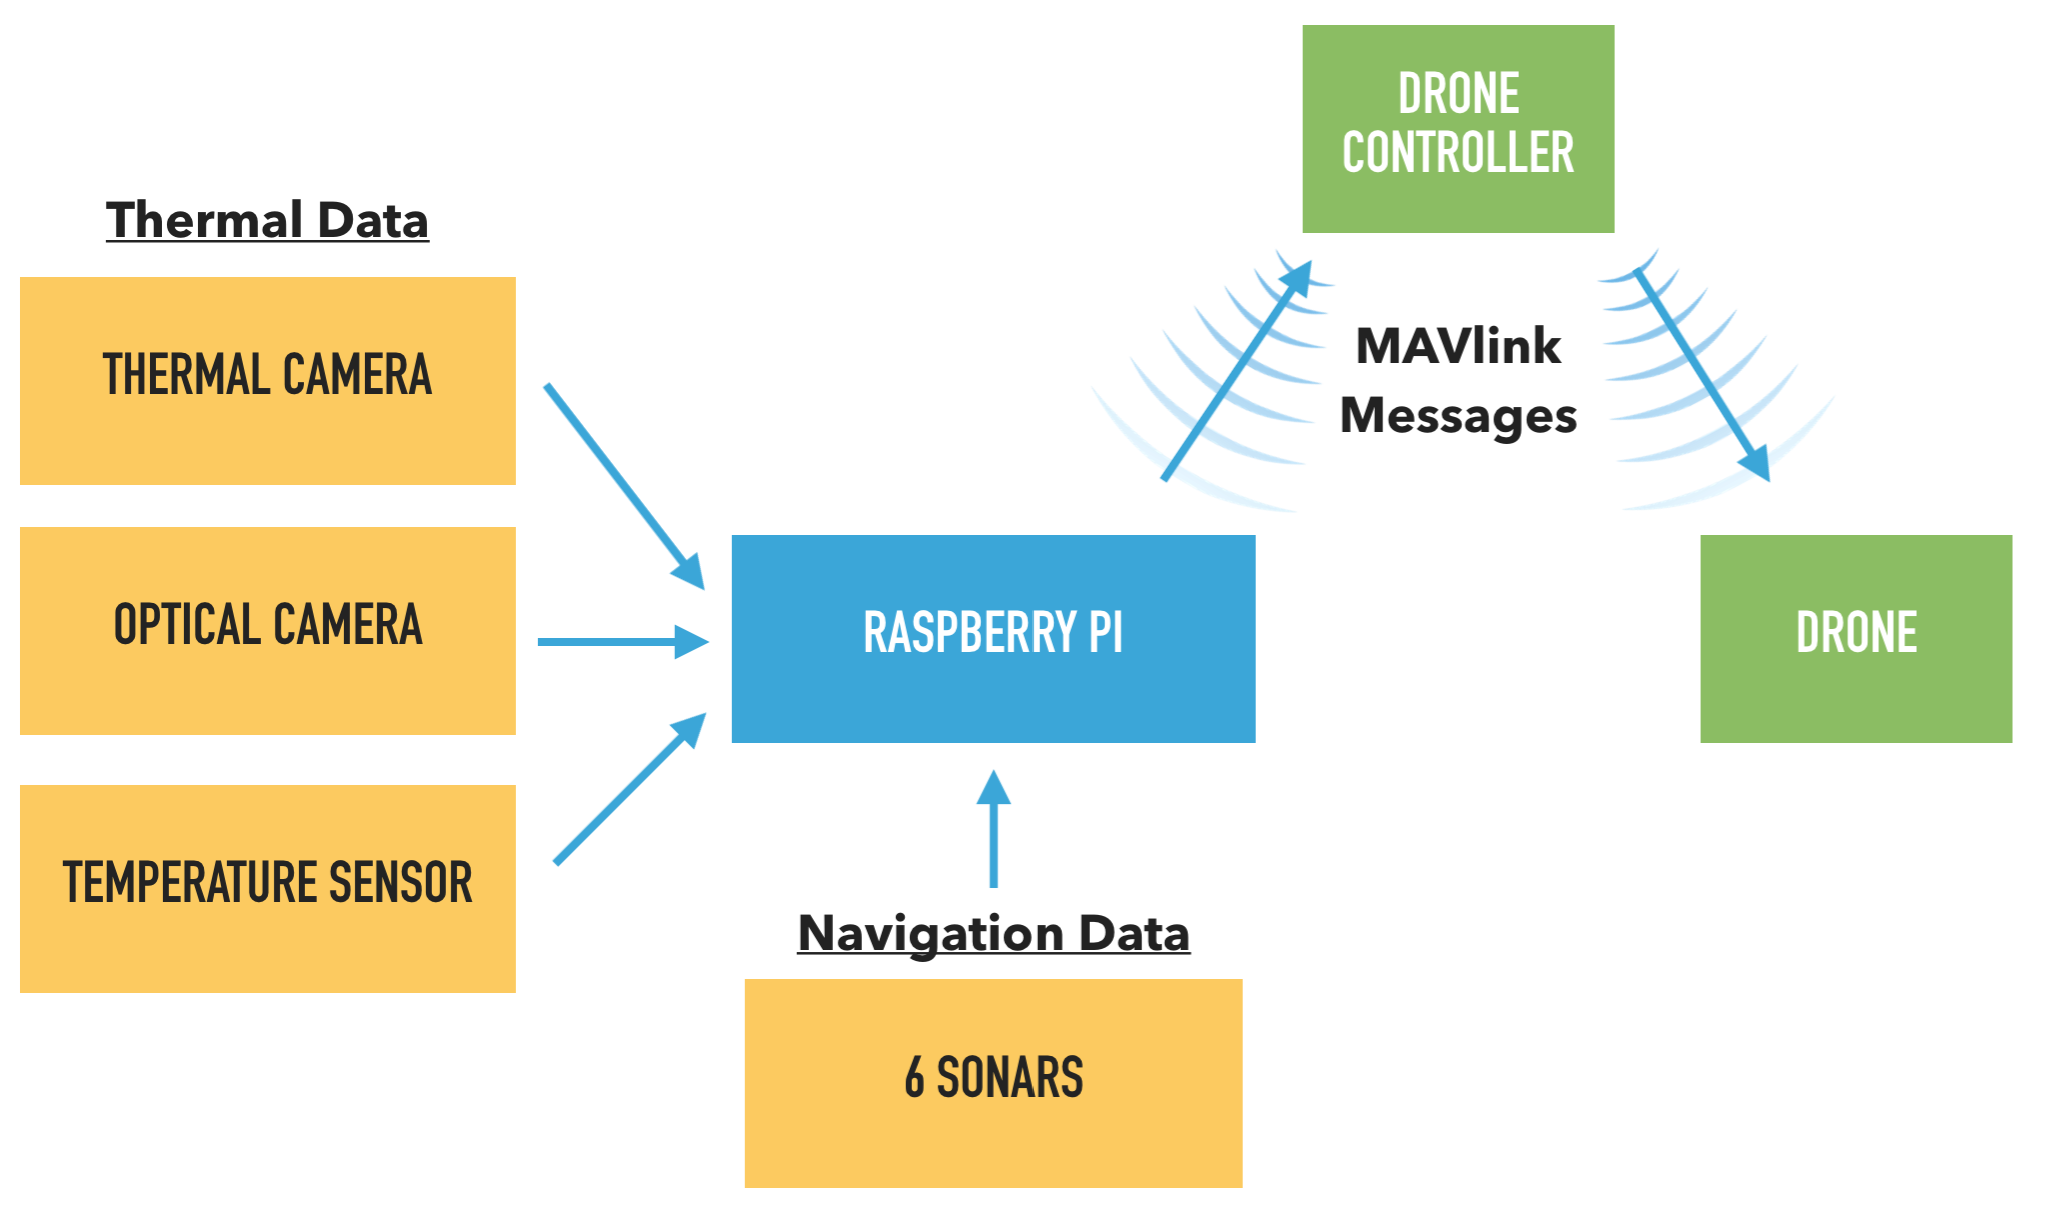 DRONE
CONTROLLER
Thermal Data
THERMAL CAMERA
MAVlink
Messages
OPTICAL CAMERA
RASPBERRY PI
DRONE
TEMPERATURE SENSOR
Navigation Data
6 SONARS